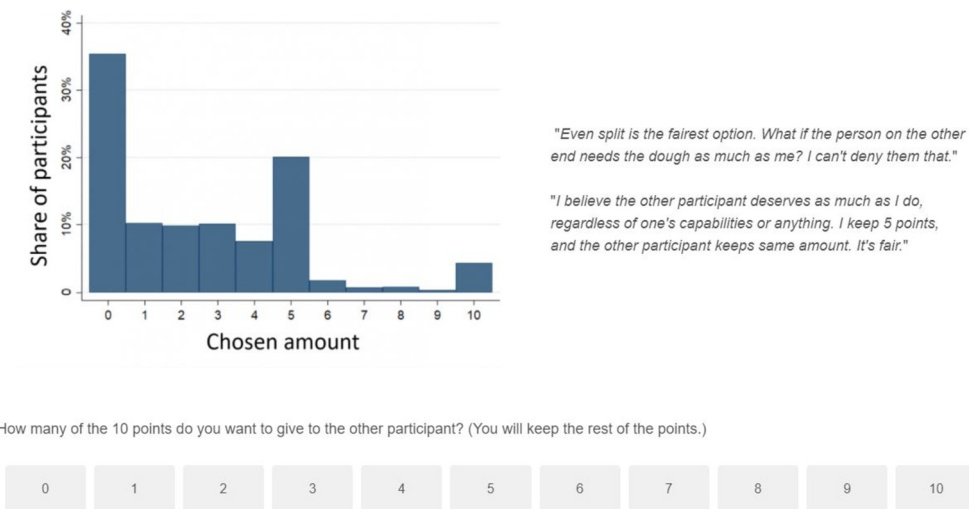 40%
30%
20%
10%
0
Share of participants
0 1 2 3 4 5 6 7 8 9 10
Chosen amount
"Even split is the fairest option. What if the person on the other
end needs the dough as much as me? I can't deny them that."
"I believe the other participant deserves as much as I do,
regardless of one's capabilities or anything. I keep 5 points,
and the other participant keeps same amount. It's fair."
How many of the 10 points do you want to give to the other participant? (You will keep the rest of the points.)
0 1 2 3 4 5 6 7 8 9 10